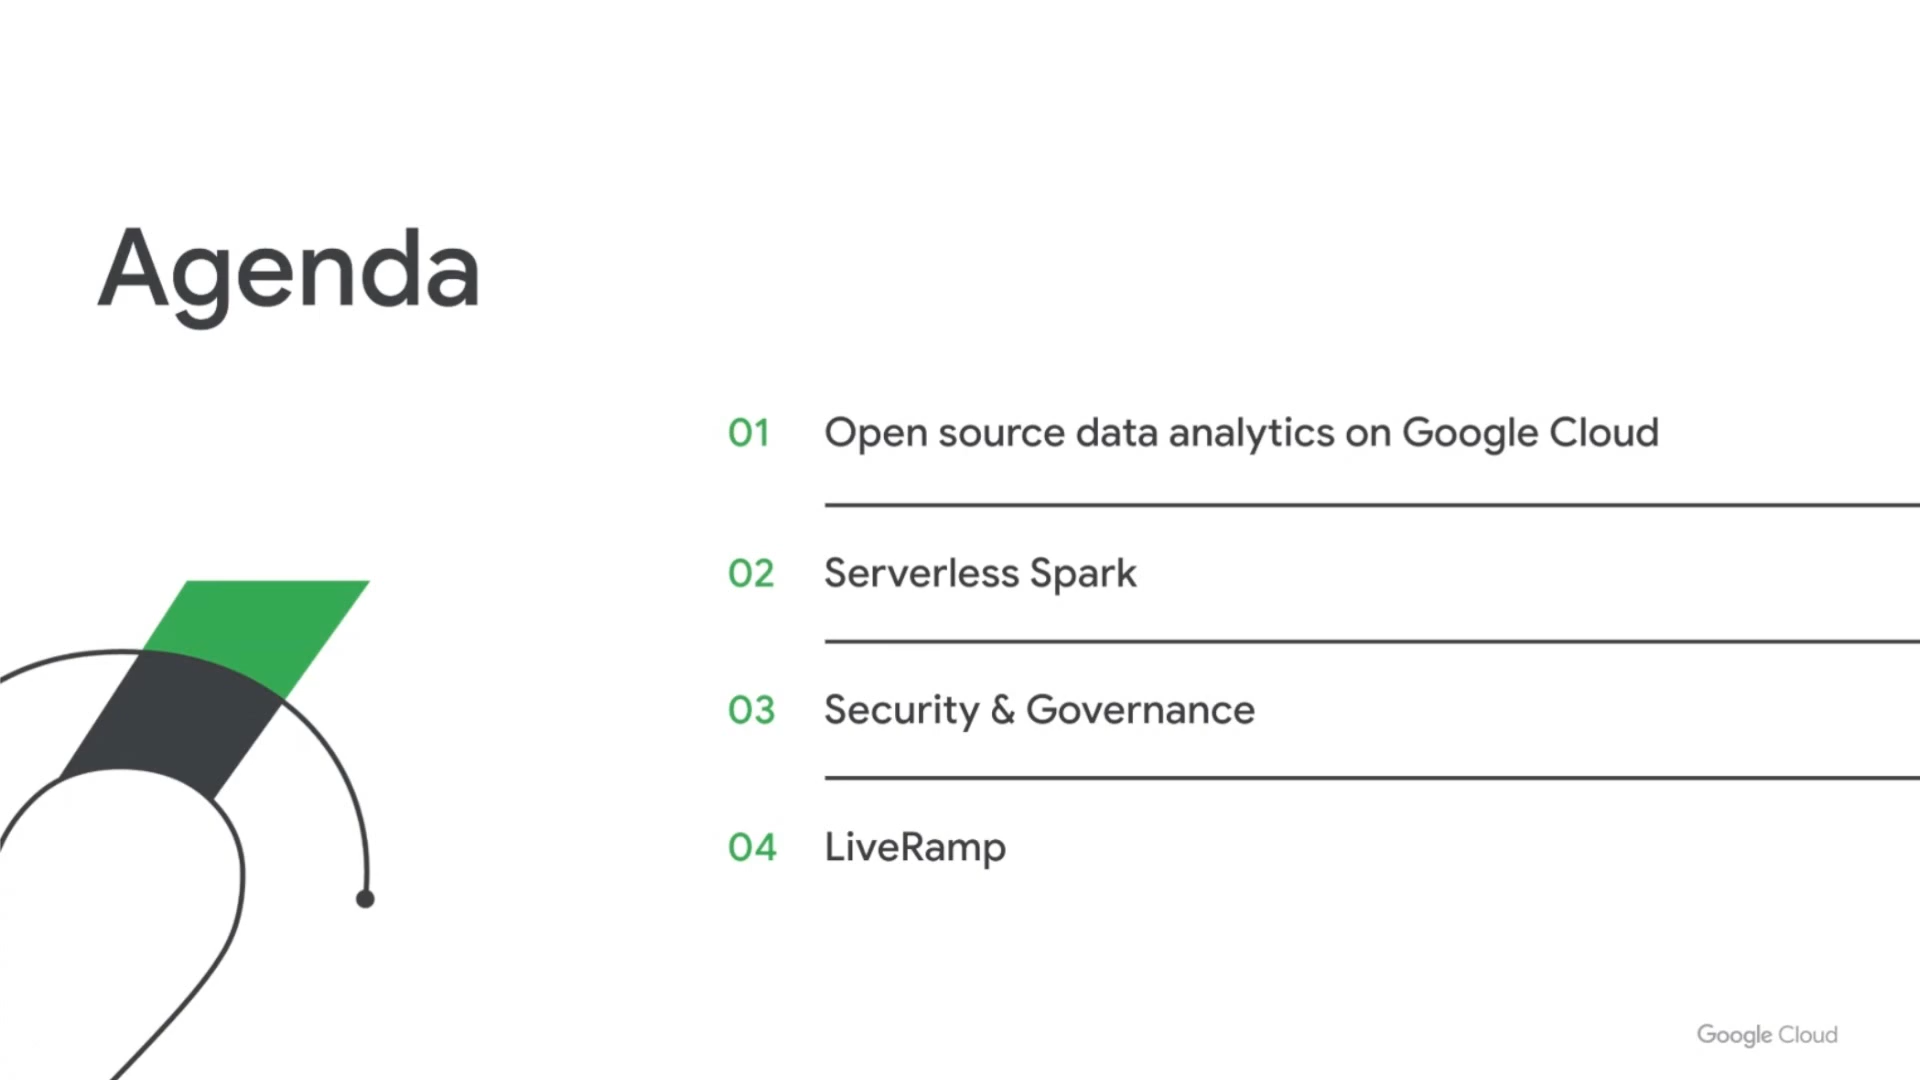 Agenda
01 Open source data analytics on Google Cloud
02 Serverless Spark
03 Security & Governance
04 LiveRamp
Google Cloud